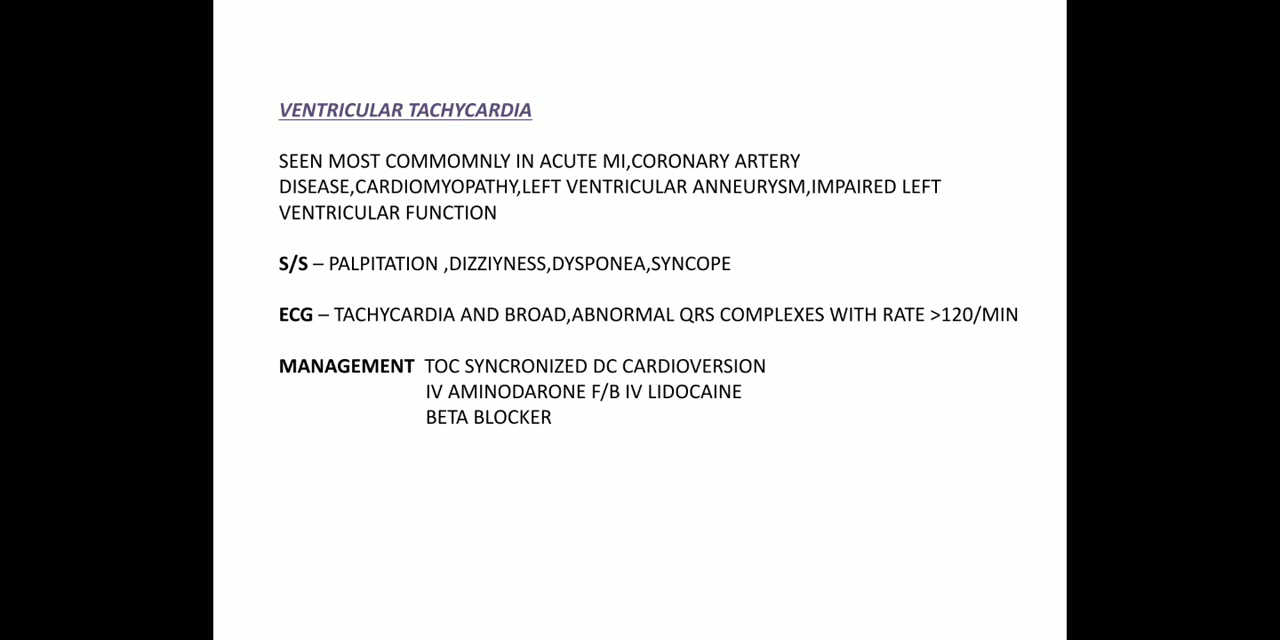 VENTRICULAR TACHYCARDIA
SEEN MOST COMMOMNLY IN ACUTE MI,CORONARY ARTERY
DISEASE,CARDIOMYOPATHY,LEFT VENTRICULAR ANNEURYSM,IMPAIRED LEFT
VENTRICULAR FUNCTION
S/S – PALPITATION ,DIZZIYNESS,DYSPONEA,SYNCOPE
ECG – TACHYCARDIA AND BROAD,ABNORMAL QRS COMPLEXES WITH RATE >120/MIN
MANAGEMENT TOC SYNCRONIZED DC CARDIOVERSION
IV AMINODARONE F/B IV LIDOCAINE
BETA BLOCKER